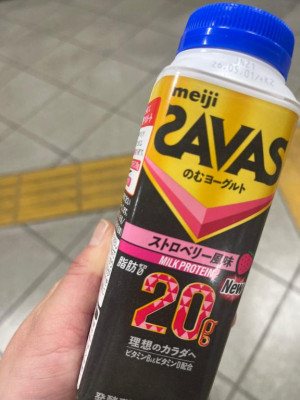 meiji
SAVAS
のむヨーグルト
ストロベリー風味
MILK PROTEIN
New
脂肪0
20g
理想のカラダへ
ビタミンB6とビタミンD配合